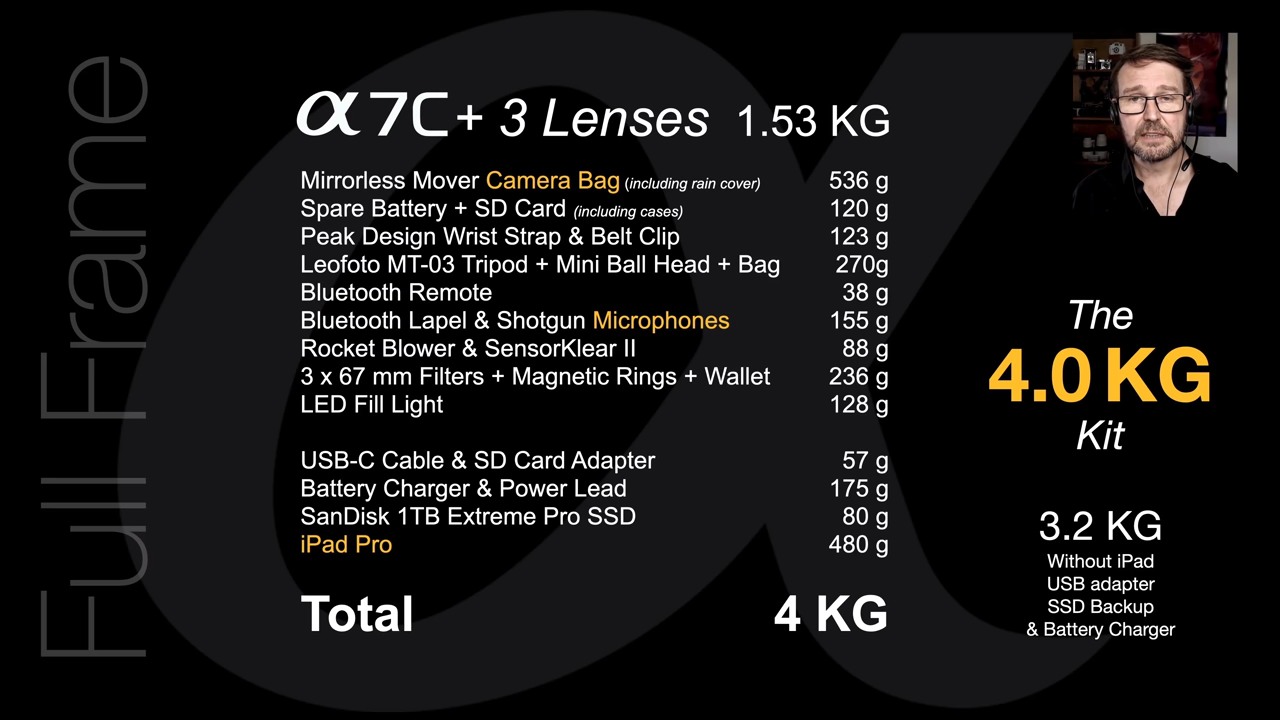 Full Frame
α7C + 3 Lenses 1.53 KG
Mirrorless Mover Camera Bag (including rain cover) 536 g
Spare Battery + SD Card (including cases) 120 g
Peak Design Wrist Strap & Belt Clip 123 g
Leofoto MT-03 Tripod + Mini Ball Head + Bag 270g
Bluetooth Remote 38 g
Bluetooth Lapel & Shotgun Microphones 155 g
Rocket Blower & SensorKlear II 88 g
3 x 67 mm Filters + Magnetic Rings + Wallet 236 g
LED Fill Light 128 g
USB-C Cable & SD Card Adapter 57 g
Battery Charger & Power Lead 175 g
SanDisk 1TB Extreme Pro SSD 80 g
iPad Pro 480 g
Total 4 KG
The
4.0 KG
Kit
3.2 KG
Without iPad
USB adapter
SSD Backup
& Battery Charger